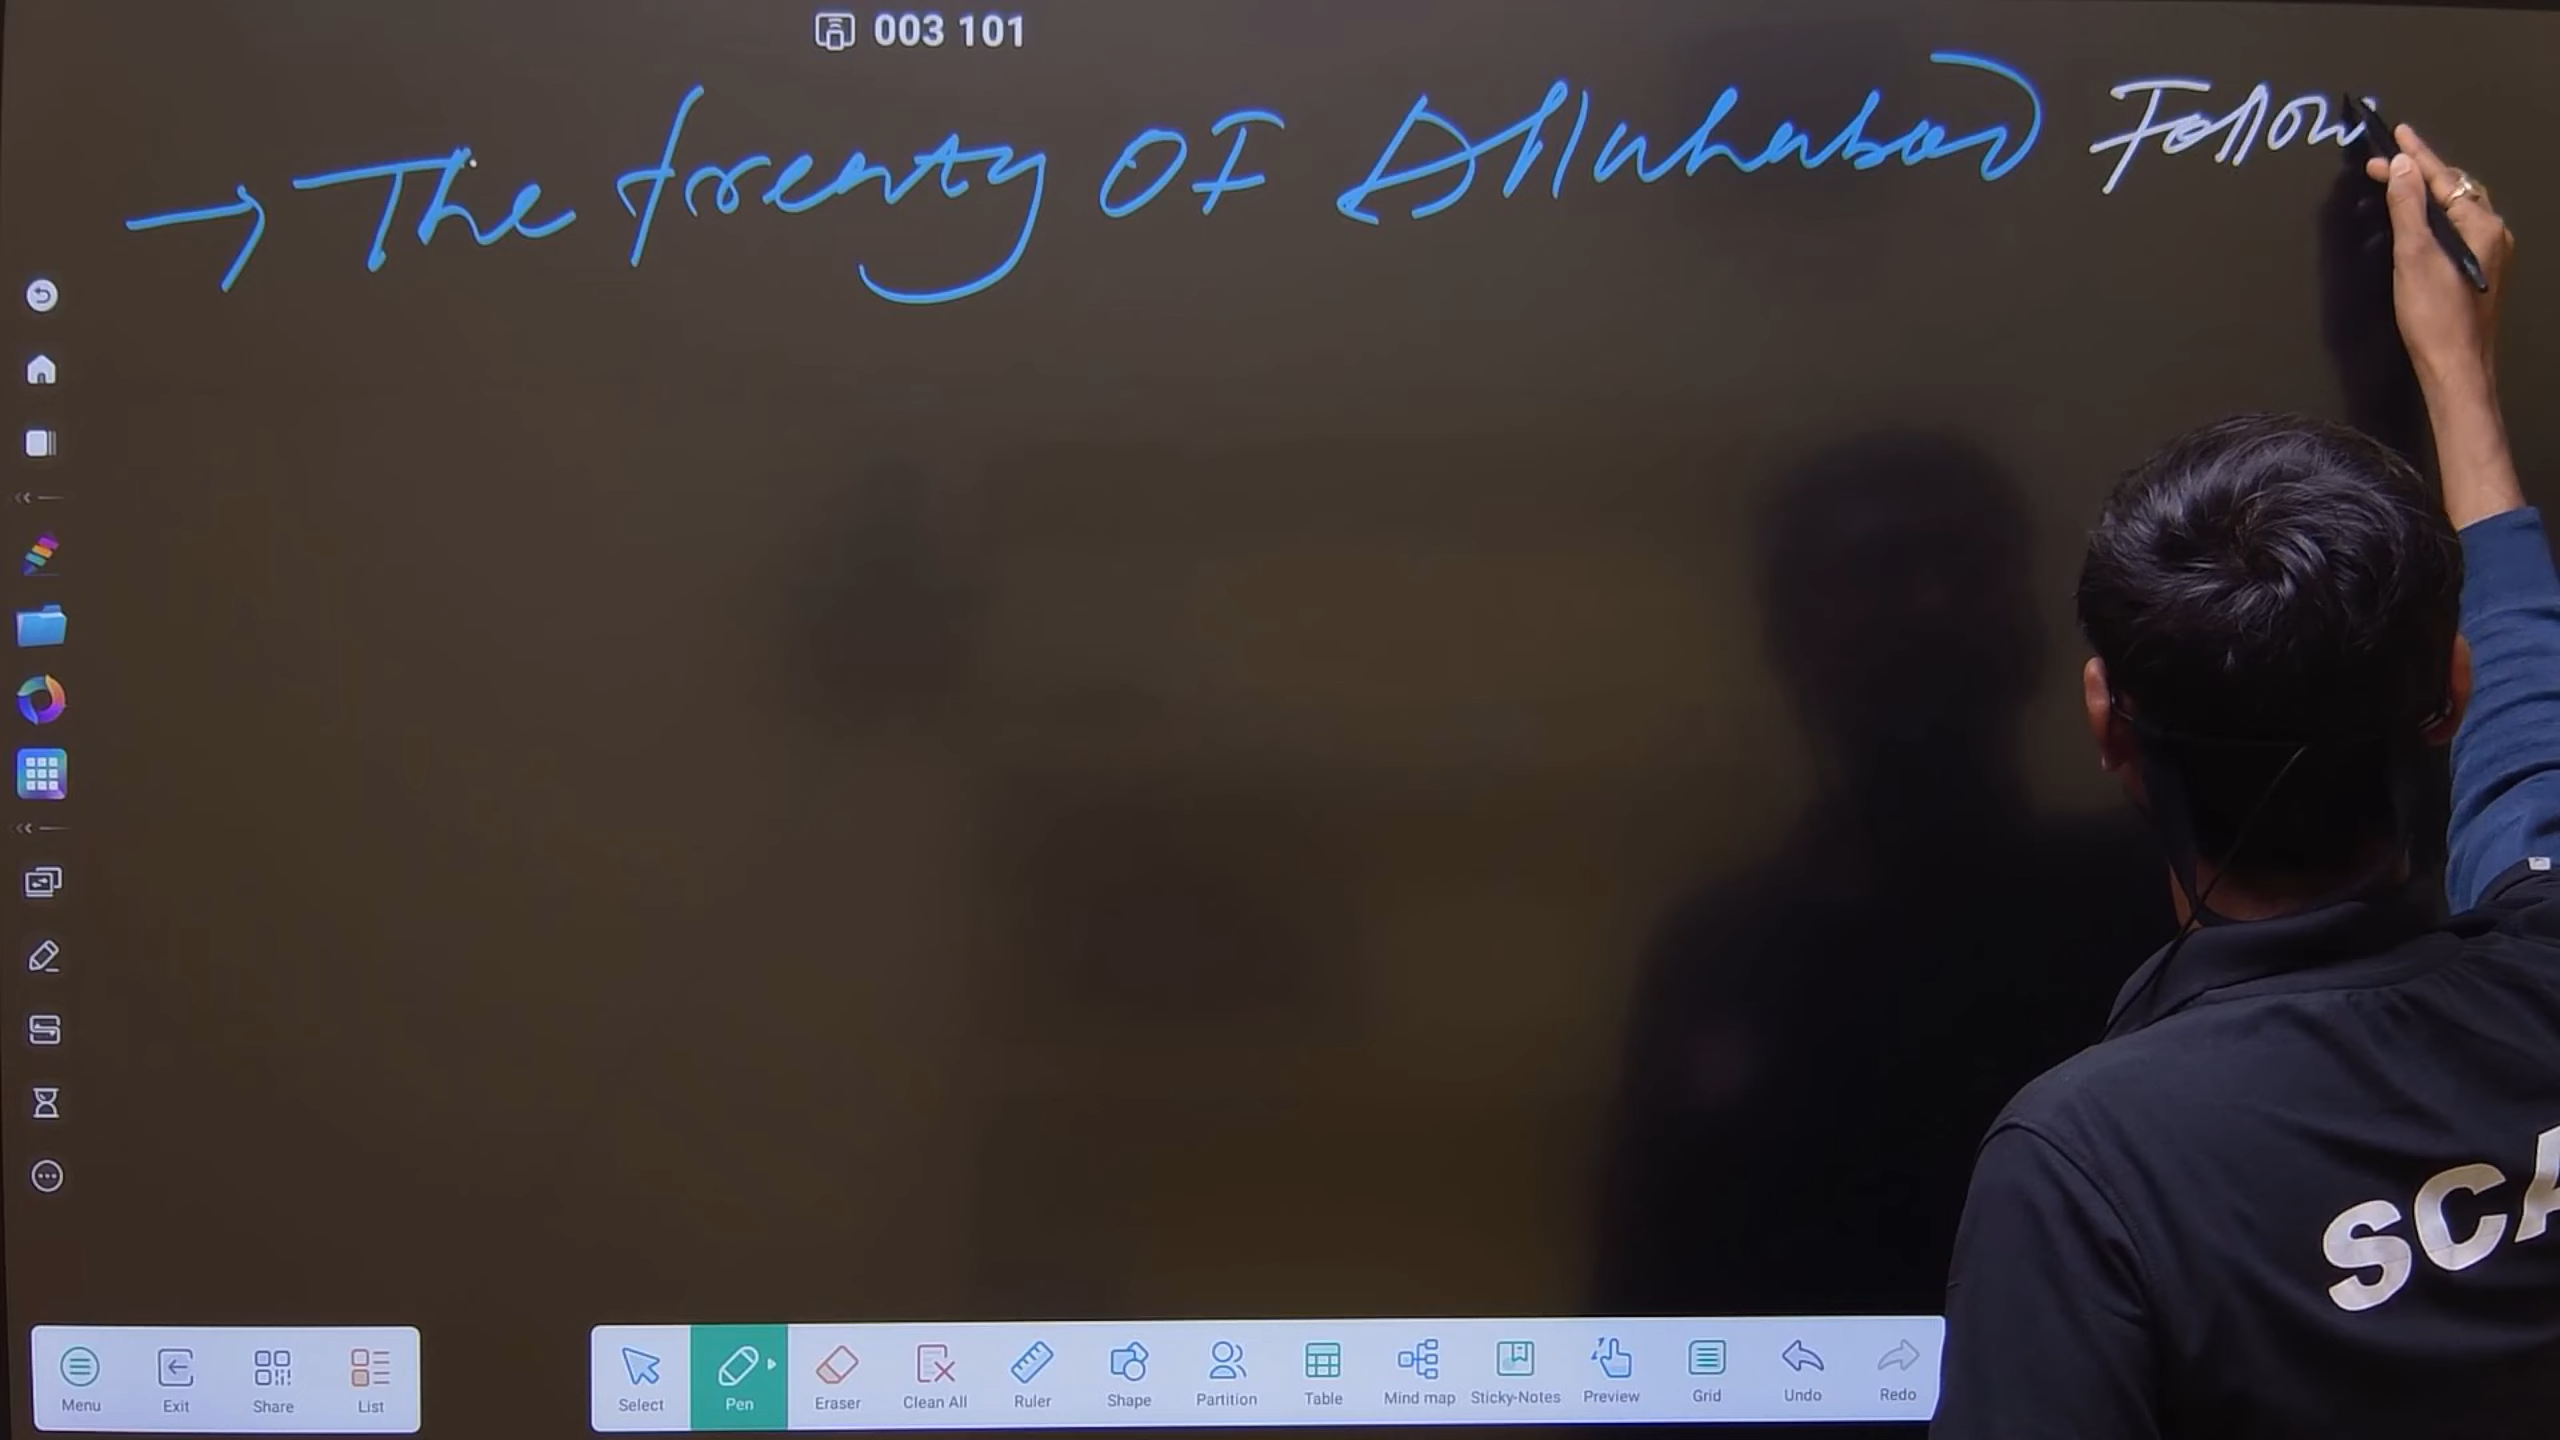 003 101
→ The treaty OF Allahabad Follow
SCA
Menu Exit Share List Select Pen Eraser Clean All Ruler Shape Partition Table Mind map Sticky-Notes Preview Grid Undo Redo